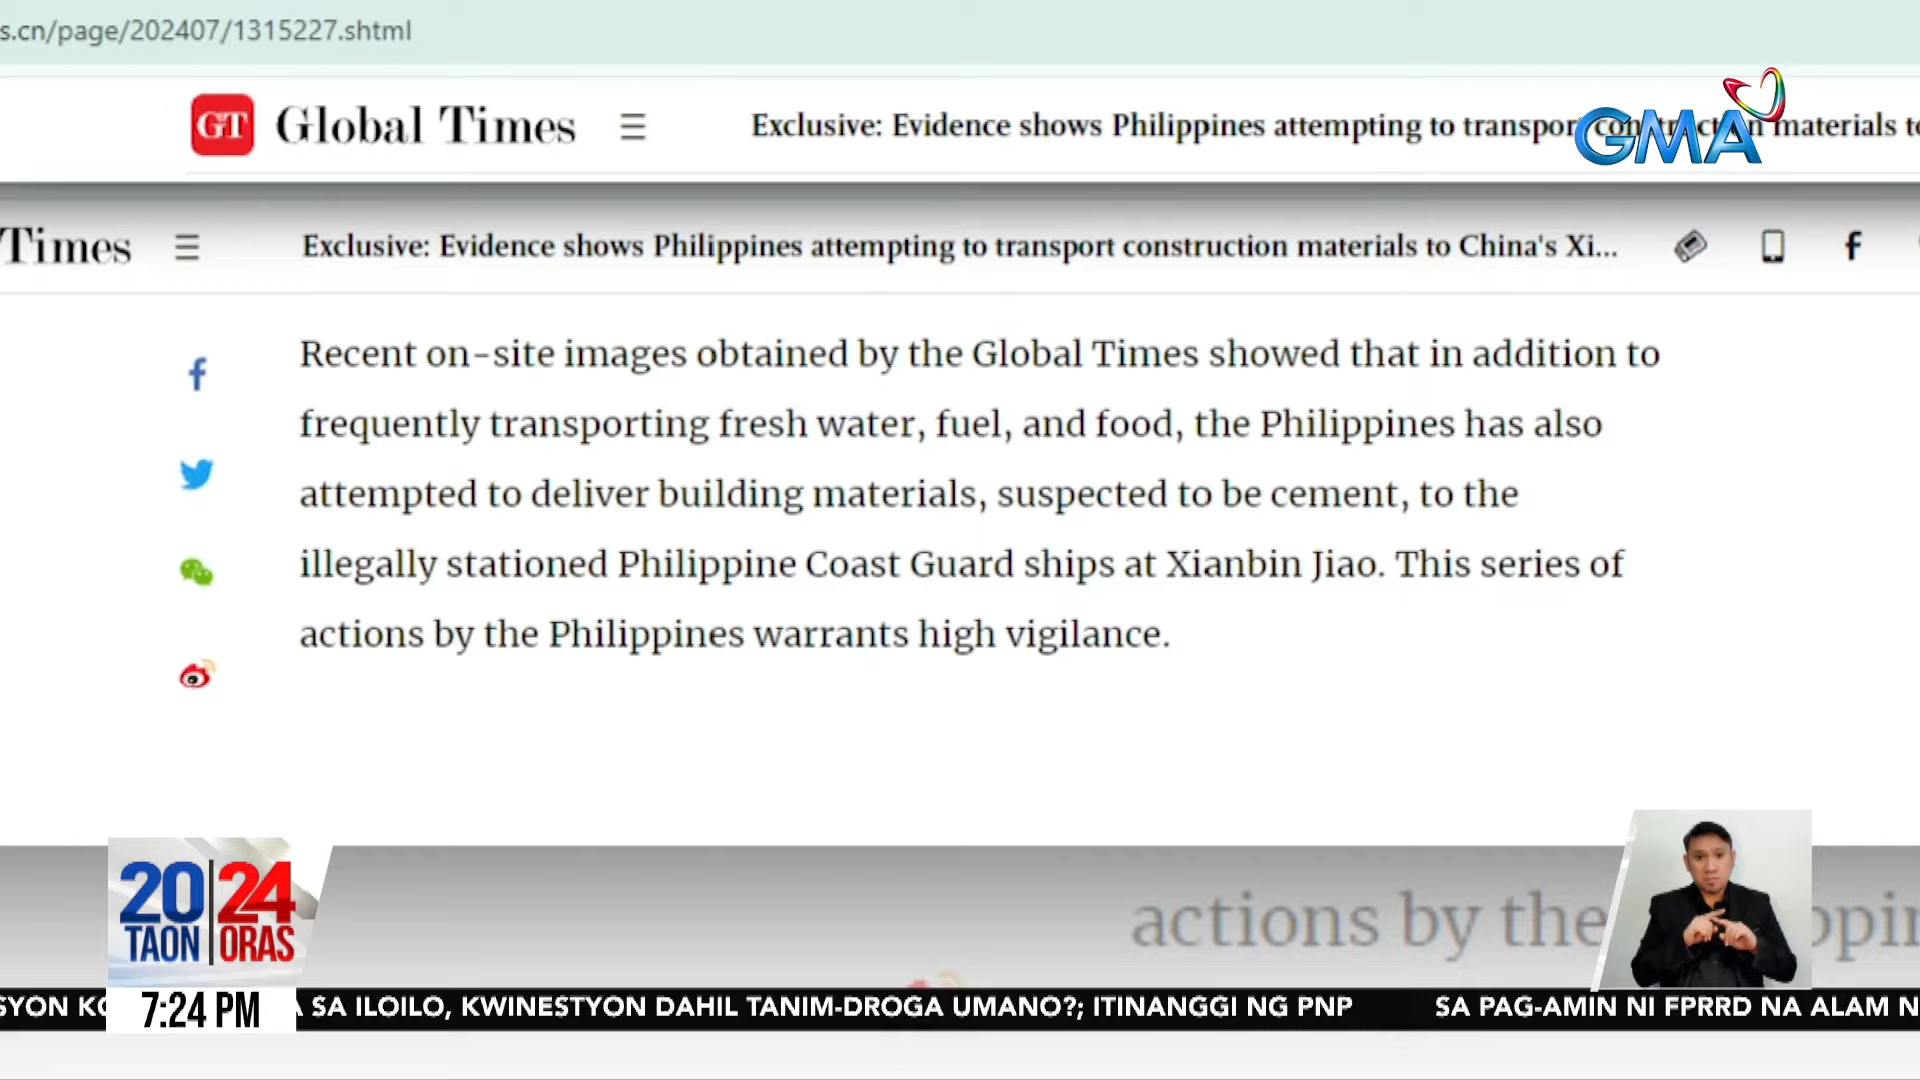 s.cn/page/202407/1315227.shtml
GT Global Times Exclusive: Evidence shows Philippines attempting to transport construction materials to
GMA
Times Exclusive: Evidence shows Philippines attempting to transport construction materials to China's Xi...
Recent on-site images obtained by the Global Times showed that in addition to
frequently transporting fresh water, fuel, and food, the Philippines has also
attempted to deliver building materials, suspected to be cement, to the
illegally stationed Philippine Coast Guard ships at Xianbin Jiao. This series of
actions by the Philippines warrants high vigilance.
actions by the
20 24
TAON ORAS
7:24 PM
SA ILOILO, KWINESTYON DAHIL TANIM-DROGA UMANO?; ITINANGGI NG PNP SA PAG-AMIN NI FPRRD NA ALAM N